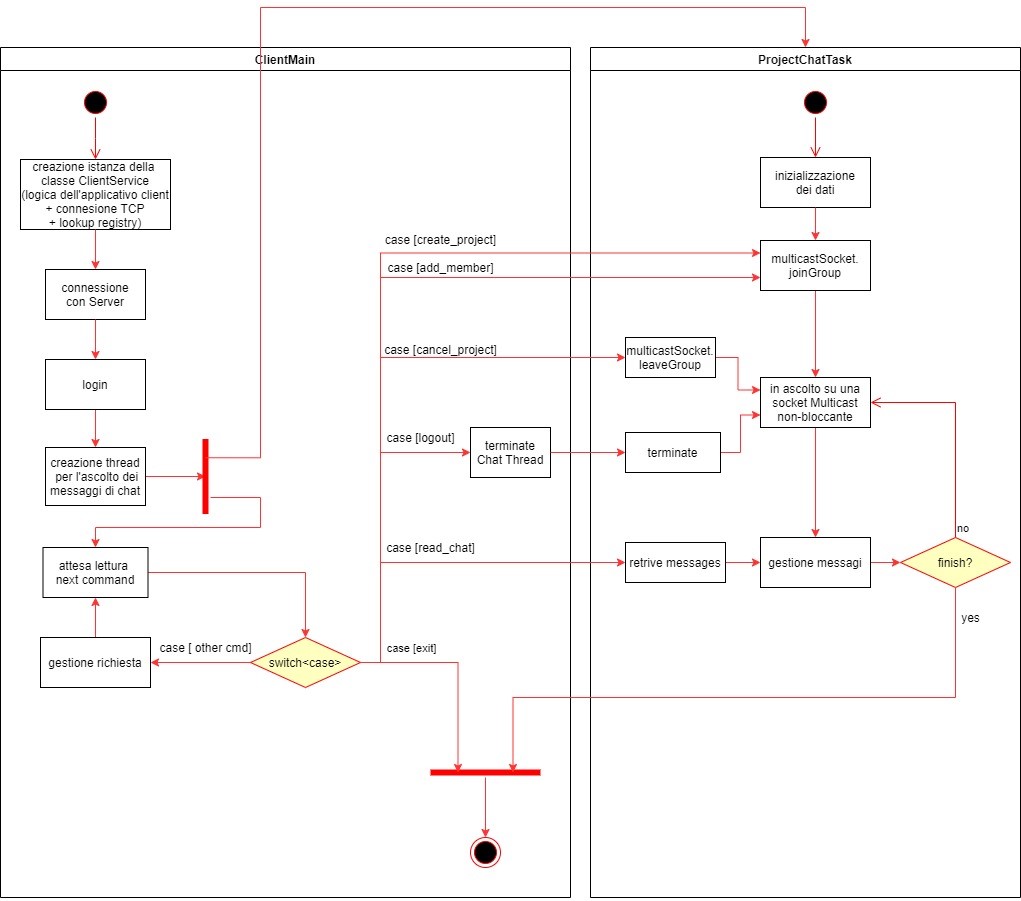 ClientMain
creazione istanza della
classe ClientService
(logica dell'applicativo client
+ connesione TCP
+ lookup registry)
connessione
con Server
login
creazione thread
per l'ascolto dei
messaggi di chat
attesa lettura
next command
gestione richiesta
case [ other cmd]
switch<case>
case [create_project]
case [add_member]
case [cancel_project]
case [logout]
terminate
Chat Thread
case [read_chat]
case [exit]
ProjectChatTask
inizializzazione
dei dati
multicastSocket.
joinGroup
multicastSocket.
leaveGroup
in ascolto su una
socket Multicast
non-bloccante
terminate
retrive messages
gestione messagi
finish?
no
yes